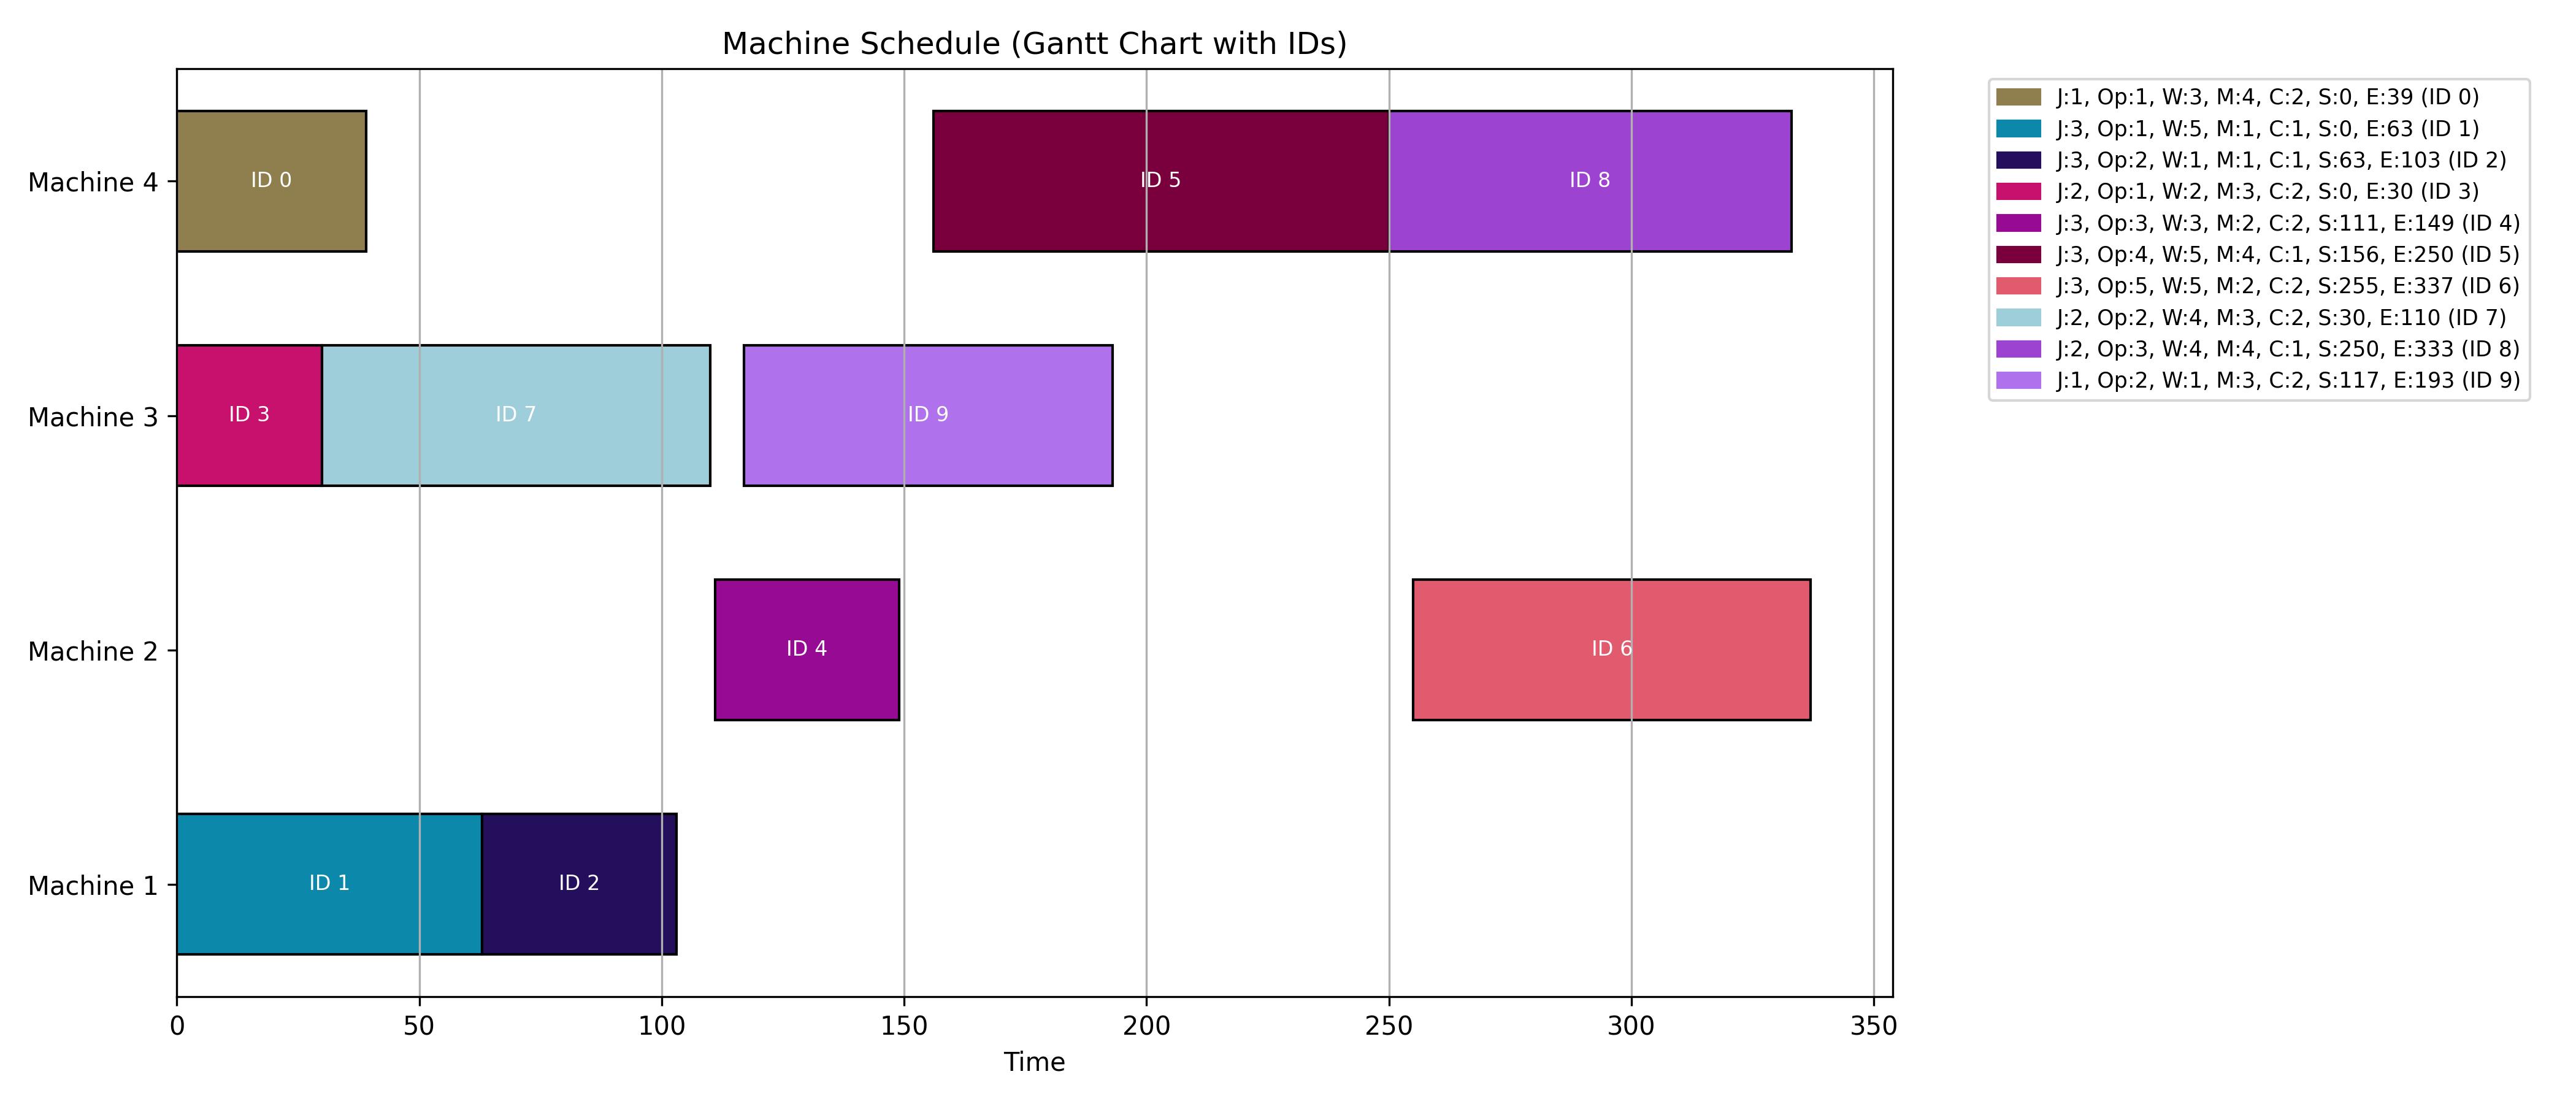 Machine Schedule (Gantt Chart with IDs)
Machine 4
ID 0
ID 5
ID 8
Machine 3
ID 3
ID 7
ID 9
Machine 2
ID 4
ID 6
Machine 1
ID 1
ID 2
0 50 100 150 200 250 300 350
Time
J:1, Op:1, W:3, M:4, C:2, S:0, E:39 (ID 0)
J:3, Op:1, W:5, M:1, C:1, S:0, E:63 (ID 1)
J:3, Op:2, W:1, M:1, C:1, S:63, E:103 (ID 2)
J:2, Op:1, W:2, M:3, C:2, S:0, E:30 (ID 3)
J:3, Op:3, W:3, M:2, C:2, S:111, E:149 (ID 4)
J:3, Op:4, W:5, M:4, C:1, S:156, E:250 (ID 5)
J:3, Op:5, W:5, M:2, C:2, S:255, E:337 (ID 6)
J:2, Op:2, W:4, M:3, C:2, S:30, E:110 (ID 7)
J:2, Op:3, W:4, M:4, C:1, S:250, E:333 (ID 8)
J:1, Op:2, W:1, M:3, C:2, S:117, E:193 (ID 9)